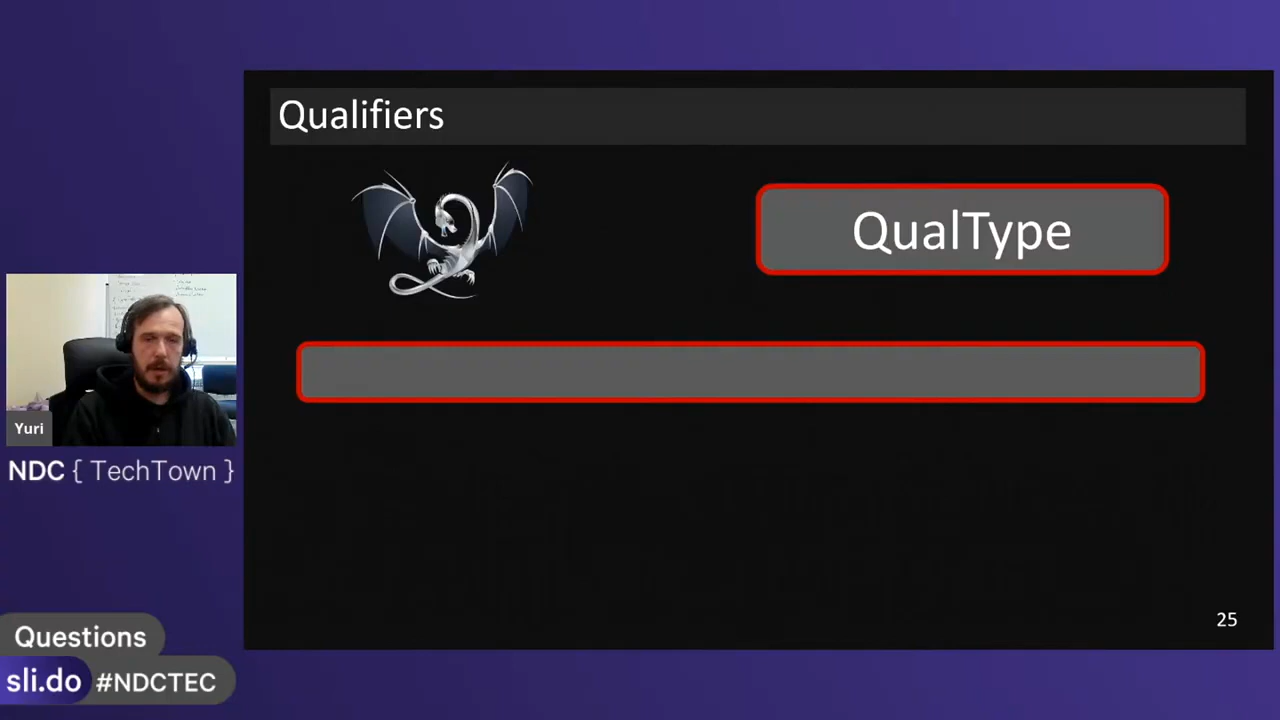 Qualifiers
QualType
Yuri
NDC { TechTown }
25
Questions
sli.do #NDCTEC